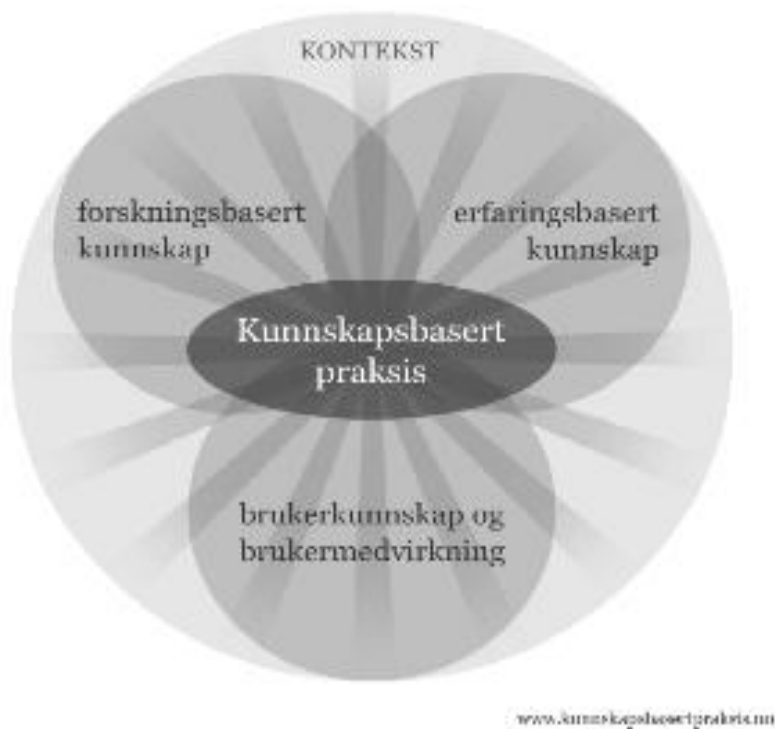 KONTEKST
forskningsbasert
kunnskap
erfaringsbasert
kunnskap
Kunnskapsbasert
praksis
brukerkunnskap og
brukermedvirkning
www.kunnskapsbasertpraksis.no